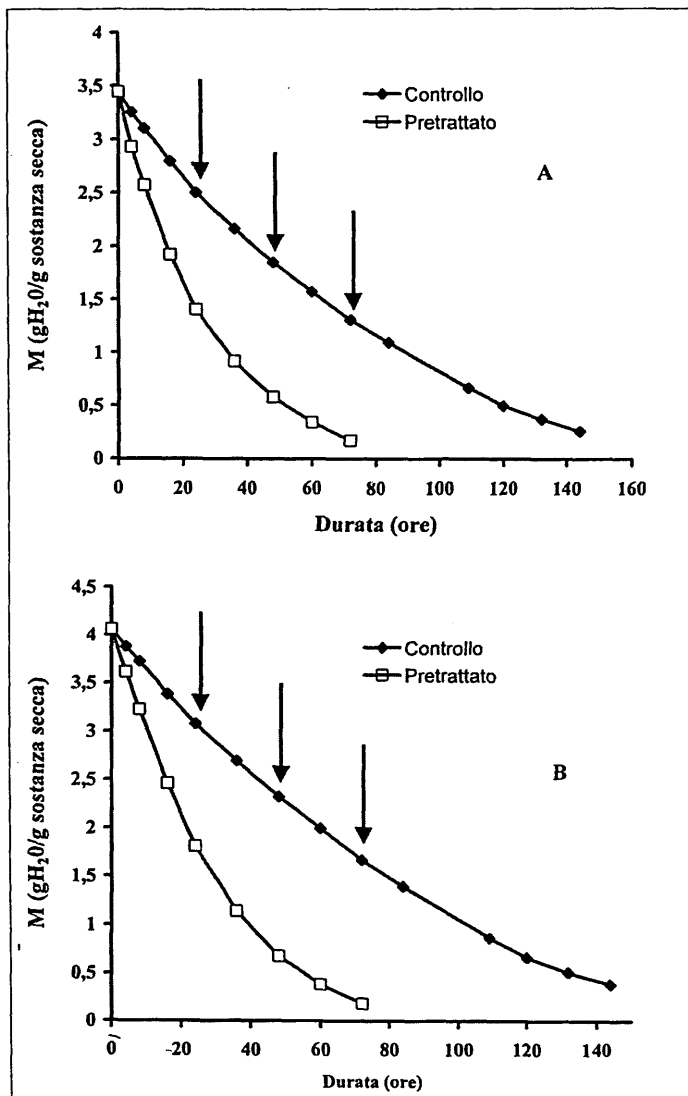 4
3,5
3
2,5
2
1,5
1
0,5
0
M (gH₂0/g sostanza secca)
Controllo
Pretrattato
A
0 20 40 60 80 100 120 140 160
Durata (ore)
4,5
4
3,5
3
2,5
2
1,5
1
0,5
0
M (gH₂0/g sostanza secca)
Controllo
Pretrattato
B
0 -20 40 60 80 100 120 140
Durata (ore)